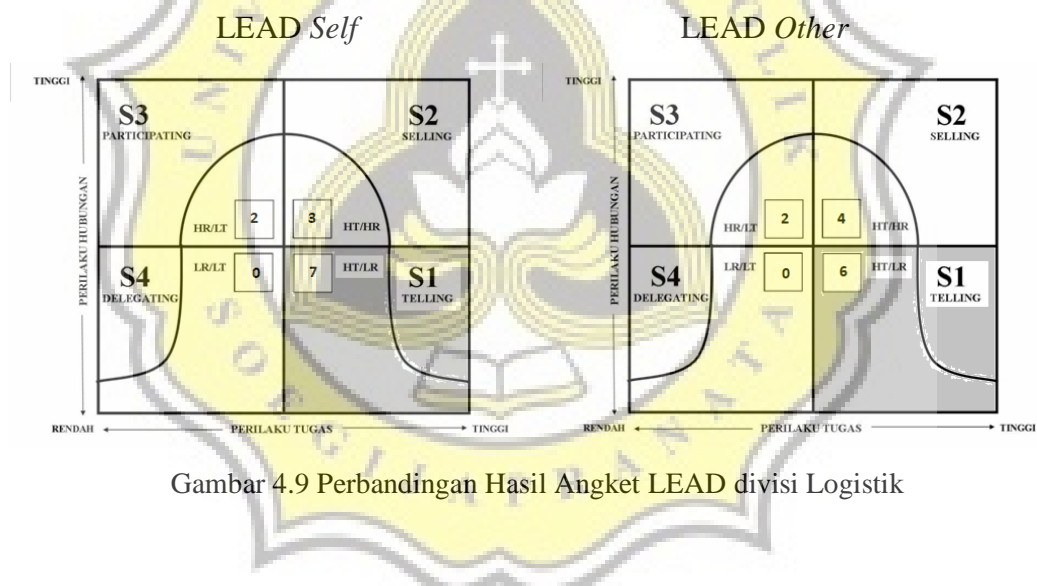 LEAD Self
TINGGI
S3
PARTICIPATING
S2
SELLING
PERILAKU HUBUNGAN
HR/LT
2
3
HT/HR
LR/LT
0
7
HT/LR
S4
DELEGATING
S1
TELLING
RENDAH
PERILAKU TUGAS
TINGGI
LEAD Other
TINGGI
S3
PARTICIPATING
S2
SELLING
PERILAKU HUBUNGAN
HR/LT
2
4
HT/HR
LR/LT
0
6
HT/LR
S4
DELEGATING
S1
TELLING
RENDAH
PERILAKU TUGAS
TINGGI
Gambar 4.9 Perbandingan Hasil Angket LEAD divisi Logistik